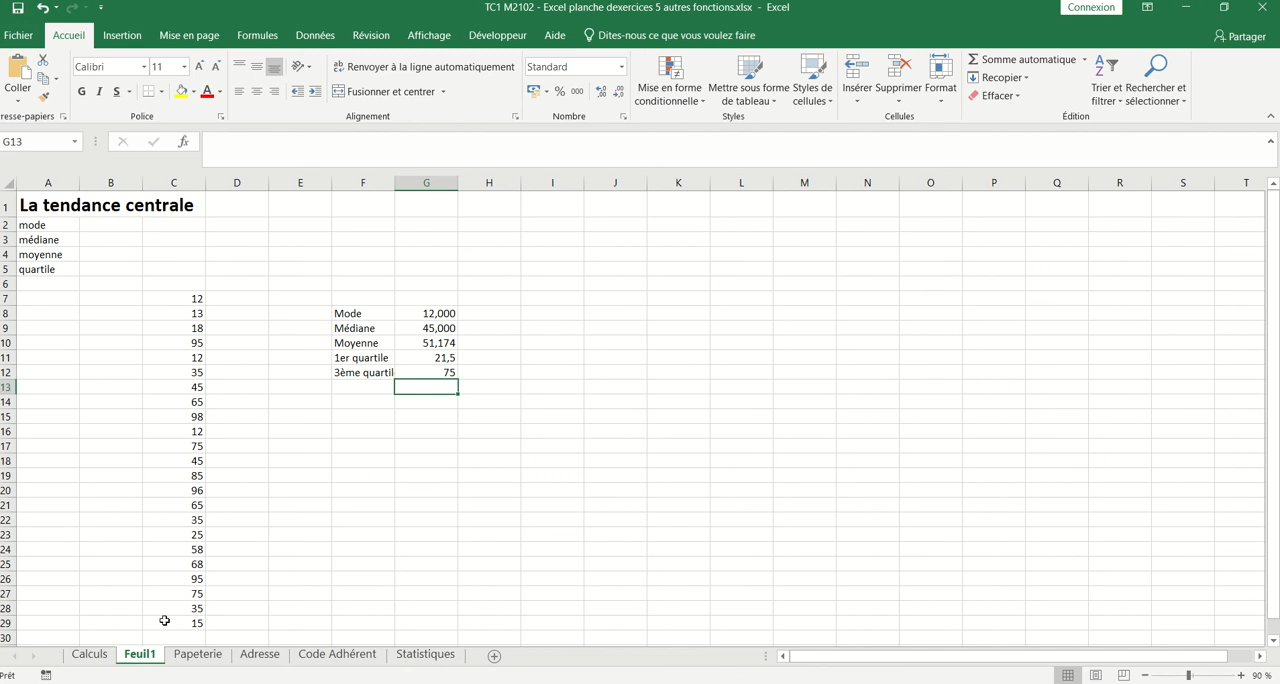 TC1 M2102 - Excel planche dexercices 5 autres fonctions.xlsx - Excel
Connexion
Fichier Accueil Insertion Mise en page Formules Données Révision Affichage Développeur Aide Dites-nous ce que vous voulez faire Partager
Coller
Calibri 11
G I S
Renvoyer à la ligne automatiquement
Fusionner et centrer
Standard
% 000
Mise en forme conditionnelle
Mettre sous forme de tableau
Styles de cellules
Insérer Supprimer Format
Somme automatique
Recopier
Effacer
Trier et filtrer
Rechercher et sélectionner
resse-papiers Police Alignement Nombre Styles Cellules Édition
G13 fx
A B C D E F G H I J K L M N O P Q R S T
1 La tendance centrale
2 mode
3 médiane
4 moyenne
5 quartile
6
7 12
8 13 Mode 12,000
9 18 Médiane 45,000
10 95 Moyenne 51,174
11 12 1er quartile 21,5
12 35 3ème quartil 75
13 45
14 65
15 98
16 12
17 75
18 45
19 85
20 96
21 65
22 35
23 25
24 58
25 68
26 95
27 75
28 35
29 15
30
Calculs Feuil1 Papeterie Adresse Code Adhérent Statistiques
Prêt 90 %